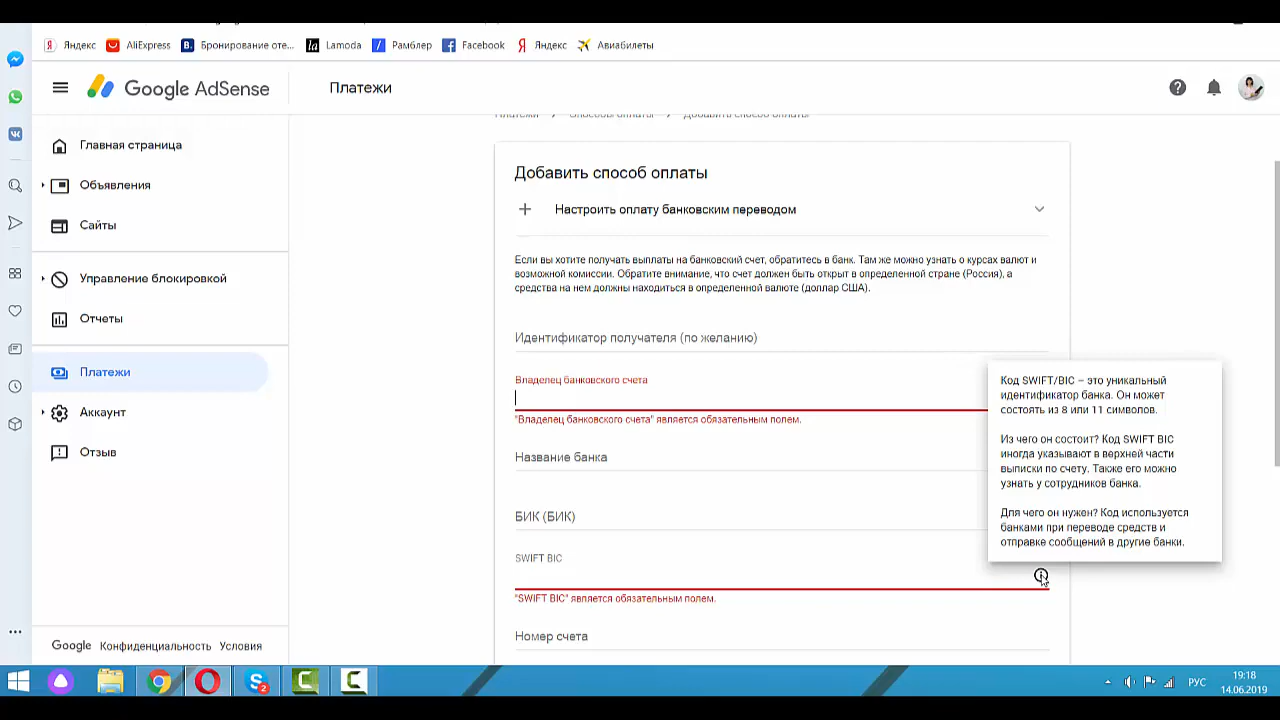 Яндекс
AliExpress
Бронирование оте...
Lamoda
Рамблер
Facebook
Яндекс
Авиабилеты
Google AdSense
Платежи
Платежи > Способы оплаты > Добавить способ оплаты
Главная страница
Объявления
Сайты
Управление блокировкой
Отчеты
Платежи
Аккаунт
Отзыв
Google Конфиденциальность Условия
Добавить способ оплаты
Настроить оплату банковским переводом
Если вы хотите получать выплаты на банковский счет, обратитесь в банк. Там же можно узнать о курсах валют и
возможной комиссии. Обратите внимание, что счет должен быть открыт в определенной стране (Россия), а
средства на нем должны находиться в определенной валюте (доллар США).
Идентификатор получателя (по желанию)
Владелец банковского счета
"Владелец банковского счета" является обязательным полем.
Название банка
БИК (БИК)
SWIFT BIC
"SWIFT BIC" является обязательным полем.
Номер счета
Код SWIFT/BIC – это уникальный
идентификатор банка. Он может
состоять из 8 или 11 символов.
Из чего он состоит? Код SWIFT BIC
иногда указывают в верхней части
выписки по счету. Также его можно
узнать у сотрудников банка.
Для чего он нужен? Код используется
банками при переводе средств и
отправке сообщений в другие банки.
2
РУС
19:18
14.06.2019